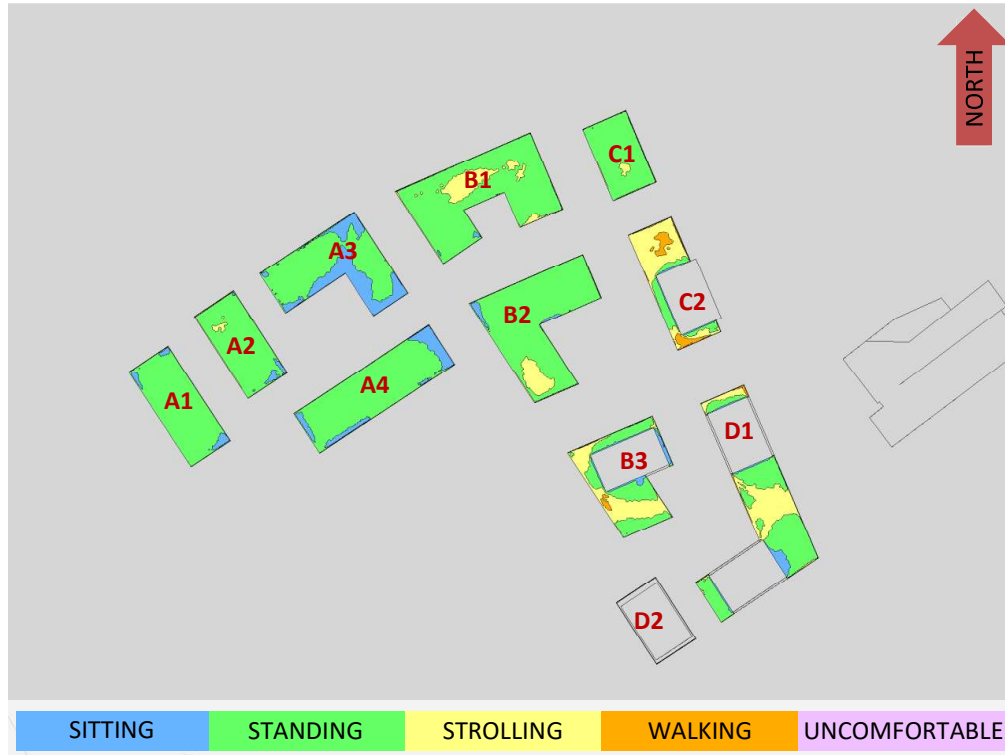 NORTH
C1
B1
A3
C2
B2
A2
A4
A1
D1
B3
D2
SITTING
STANDING
STROLLING
WALKING
UNCOMFORTABLE